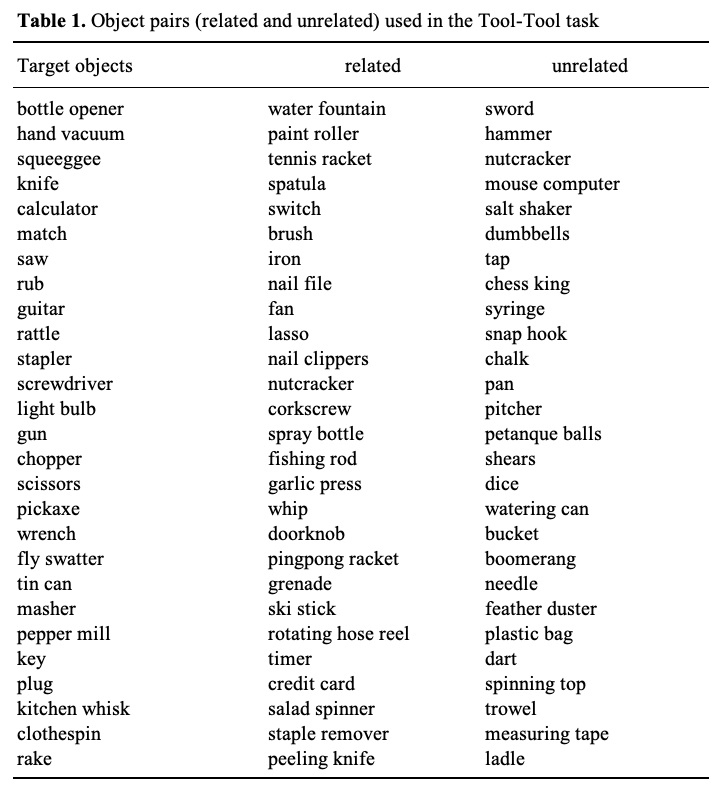 Table 1. Object pairs (related and unrelated) used in the Tool-Tool task
Target objects related unrelated
bottle opener water fountain sword
hand vacuum paint roller hammer
squeeggee tennis racket nutcracker
knife spatula mouse computer
calculator switch salt shaker
match brush dumbbells
saw iron tap
rub nail file chess king
guitar fan syringe
rattle lasso snap hook
stapler nail clippers chalk
screwdriver nutcracker pan
light bulb corkscrew pitcher
gun spray bottle petanque balls
chopper fishing rod shears
scissors garlic press dice
pickaxe whip watering can
wrench doorknob bucket
fly swatter pingpong racket boomerang
tin can grenade needle
masher ski stick feather duster
pepper mill rotating hose reel plastic bag
key timer dart
plug credit card spinning top
kitchen whisk salad spinner trowel
clothespin staple remover measuring tape
rake peeling knife ladle